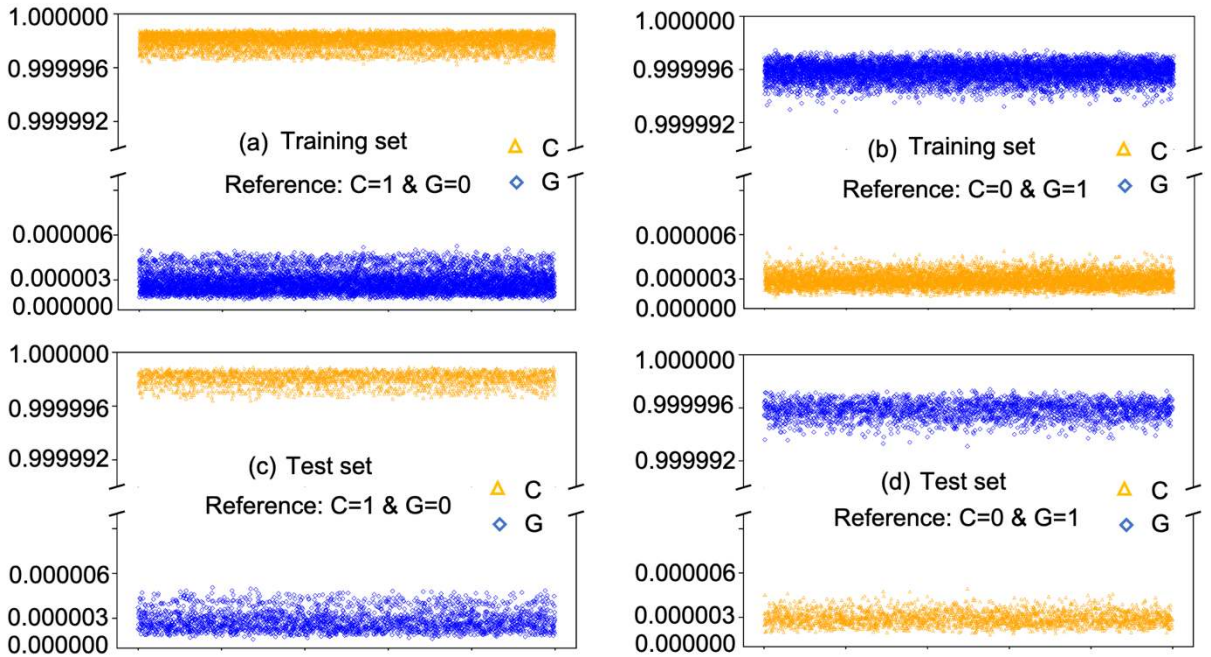 1.000000
0.999996
0.999992
(a) Training set
C
Reference: C=1 & G=0
G
0.000006
0.000003
0.000000
1.000000
0.999996
0.999992
(b) Training set
C
Reference: C=0 & G=1
G
0.000006
0.000003
0.000000
1.000000
0.999996
0.999992
(c) Test set
C
Reference: C=1 & G=0
G
0.000006
0.000003
0.000000
1.000000
0.999996
0.999992
(d) Test set
C
Reference: C=0 & G=1
G
0.000006
0.000003
0.000000